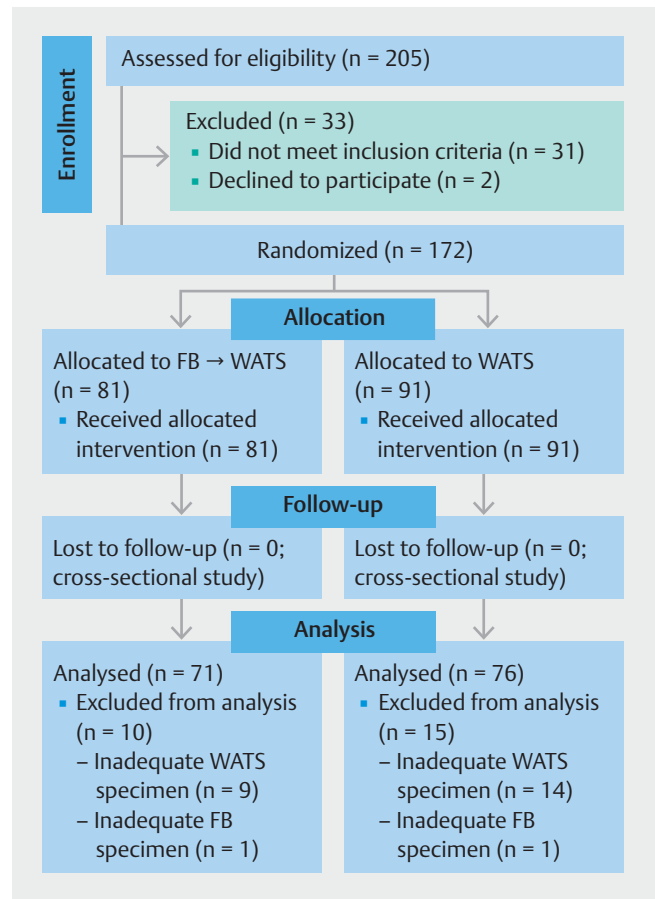 Enrollment
Assessed for eligibility (n = 205)
Excluded (n = 33)
▪ Did not meet inclusion criteria (n = 31)
▪ Declined to participate (n = 2)
Randomized (n = 172)
Allocation
Allocated to FB → WATS
(n = 81)
▪ Received allocated
intervention (n = 81)
Allocated to WATS
(n = 91)
▪ Received allocated
intervention (n = 91)
Follow-up
Lost to follow-up (n = 0;
cross-sectional study)
Lost to follow-up (n = 0;
cross-sectional study)
Analysis
Analysed (n = 71)
▪ Excluded from analysis
(n = 10)
– Inadequate WATS
specimen (n = 9)
– Inadequate FB
specimen (n = 1)
Analysed (n = 76)
▪ Excluded from analysis
(n = 15)
– Inadequate WATS
specimen (n = 14)
– Inadequate FB
specimen (n = 1)